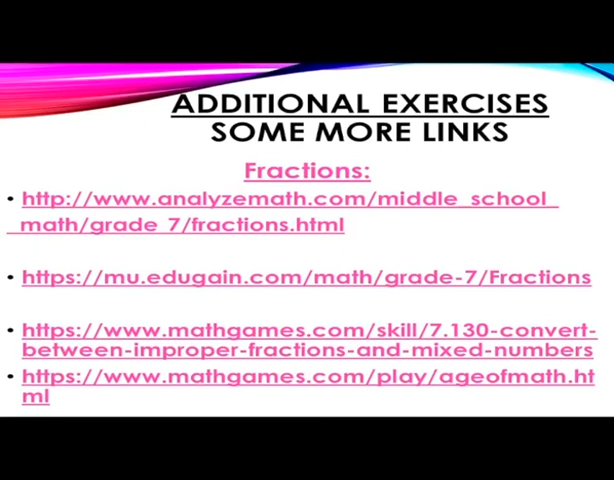 ADDITIONAL EXERCISES
SOME MORE LINKS
Fractions:
• http://www.analyzemath.com/middle_school_
_math/grade_7/fractions.html
• https://mu.edugain.com/math/grade-7/Fractions
• https://www.mathgames.com/skill/7.130-convert-
between-improper-fractions-and-mixed-numbers
• https://www.mathgames.com/play/ageofmath.ht
ml